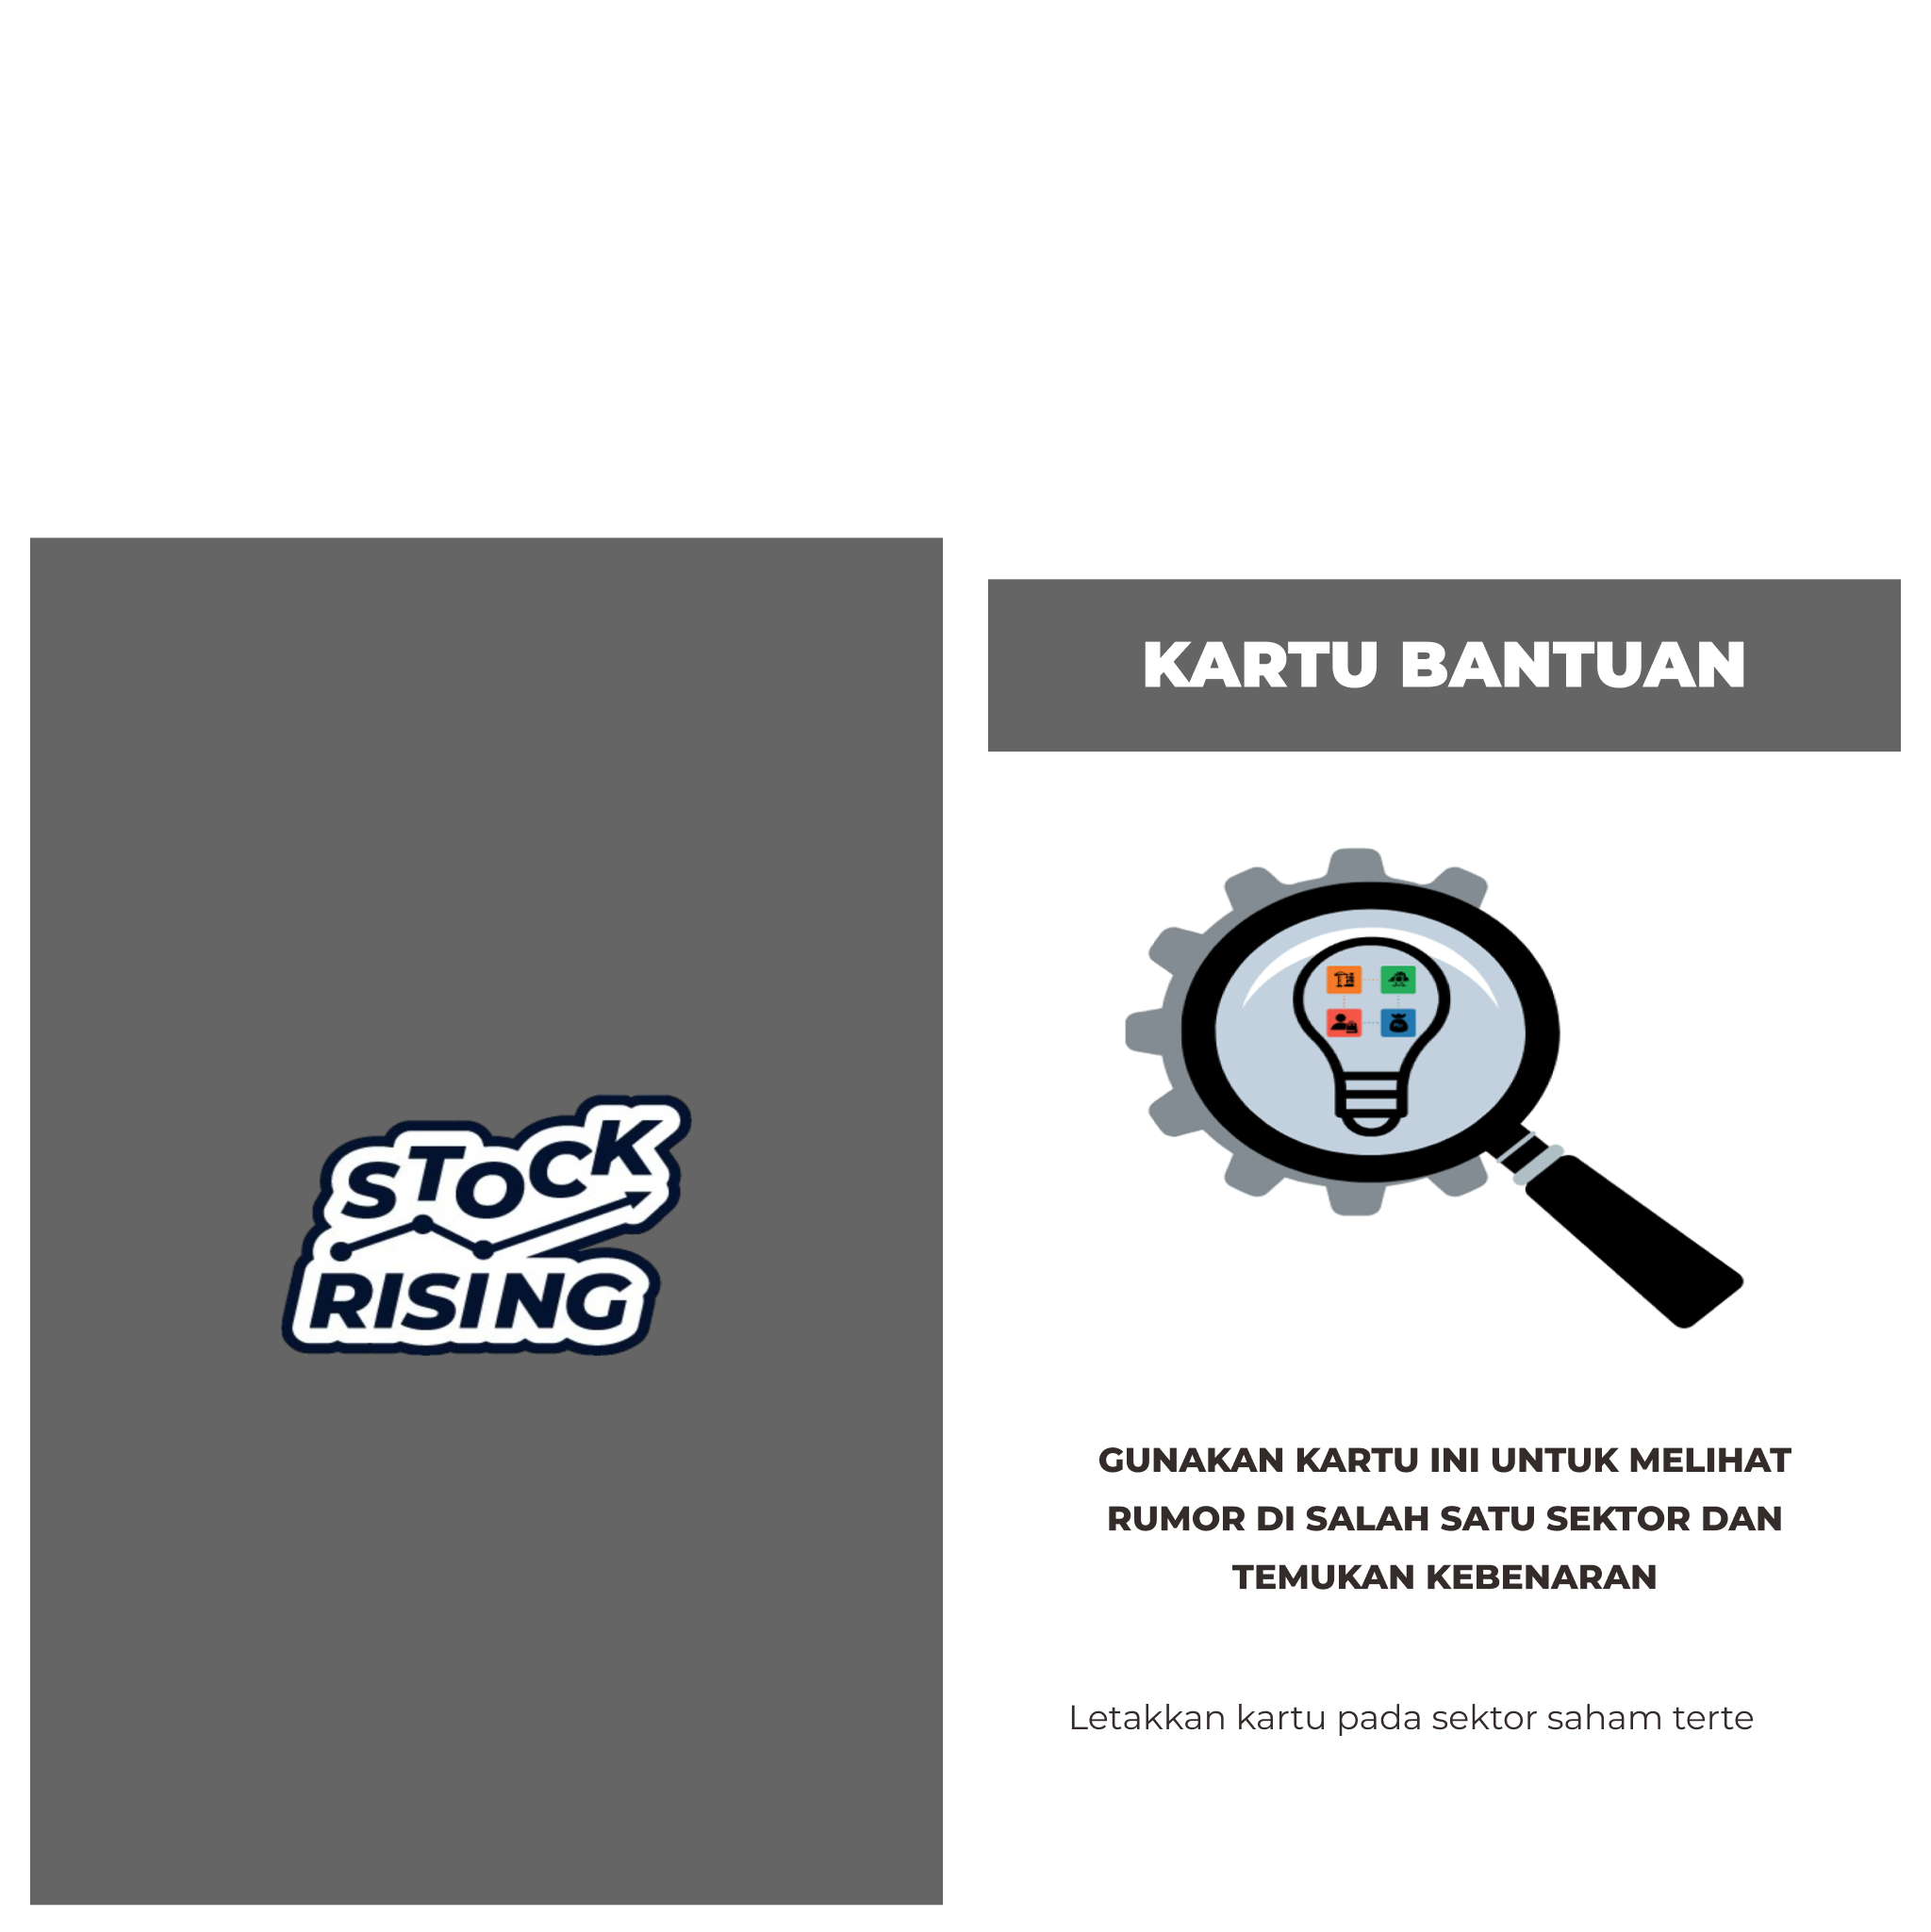 STOCK
RISING
KARTU BANTUAN
GUNAKAN KARTU INI UNTUK MELIHAT
RUMOR DI SALAH SATU SEKTOR DAN
TEMUKAN KEBENARAN
Letakkan kartu pada sektor saham terte